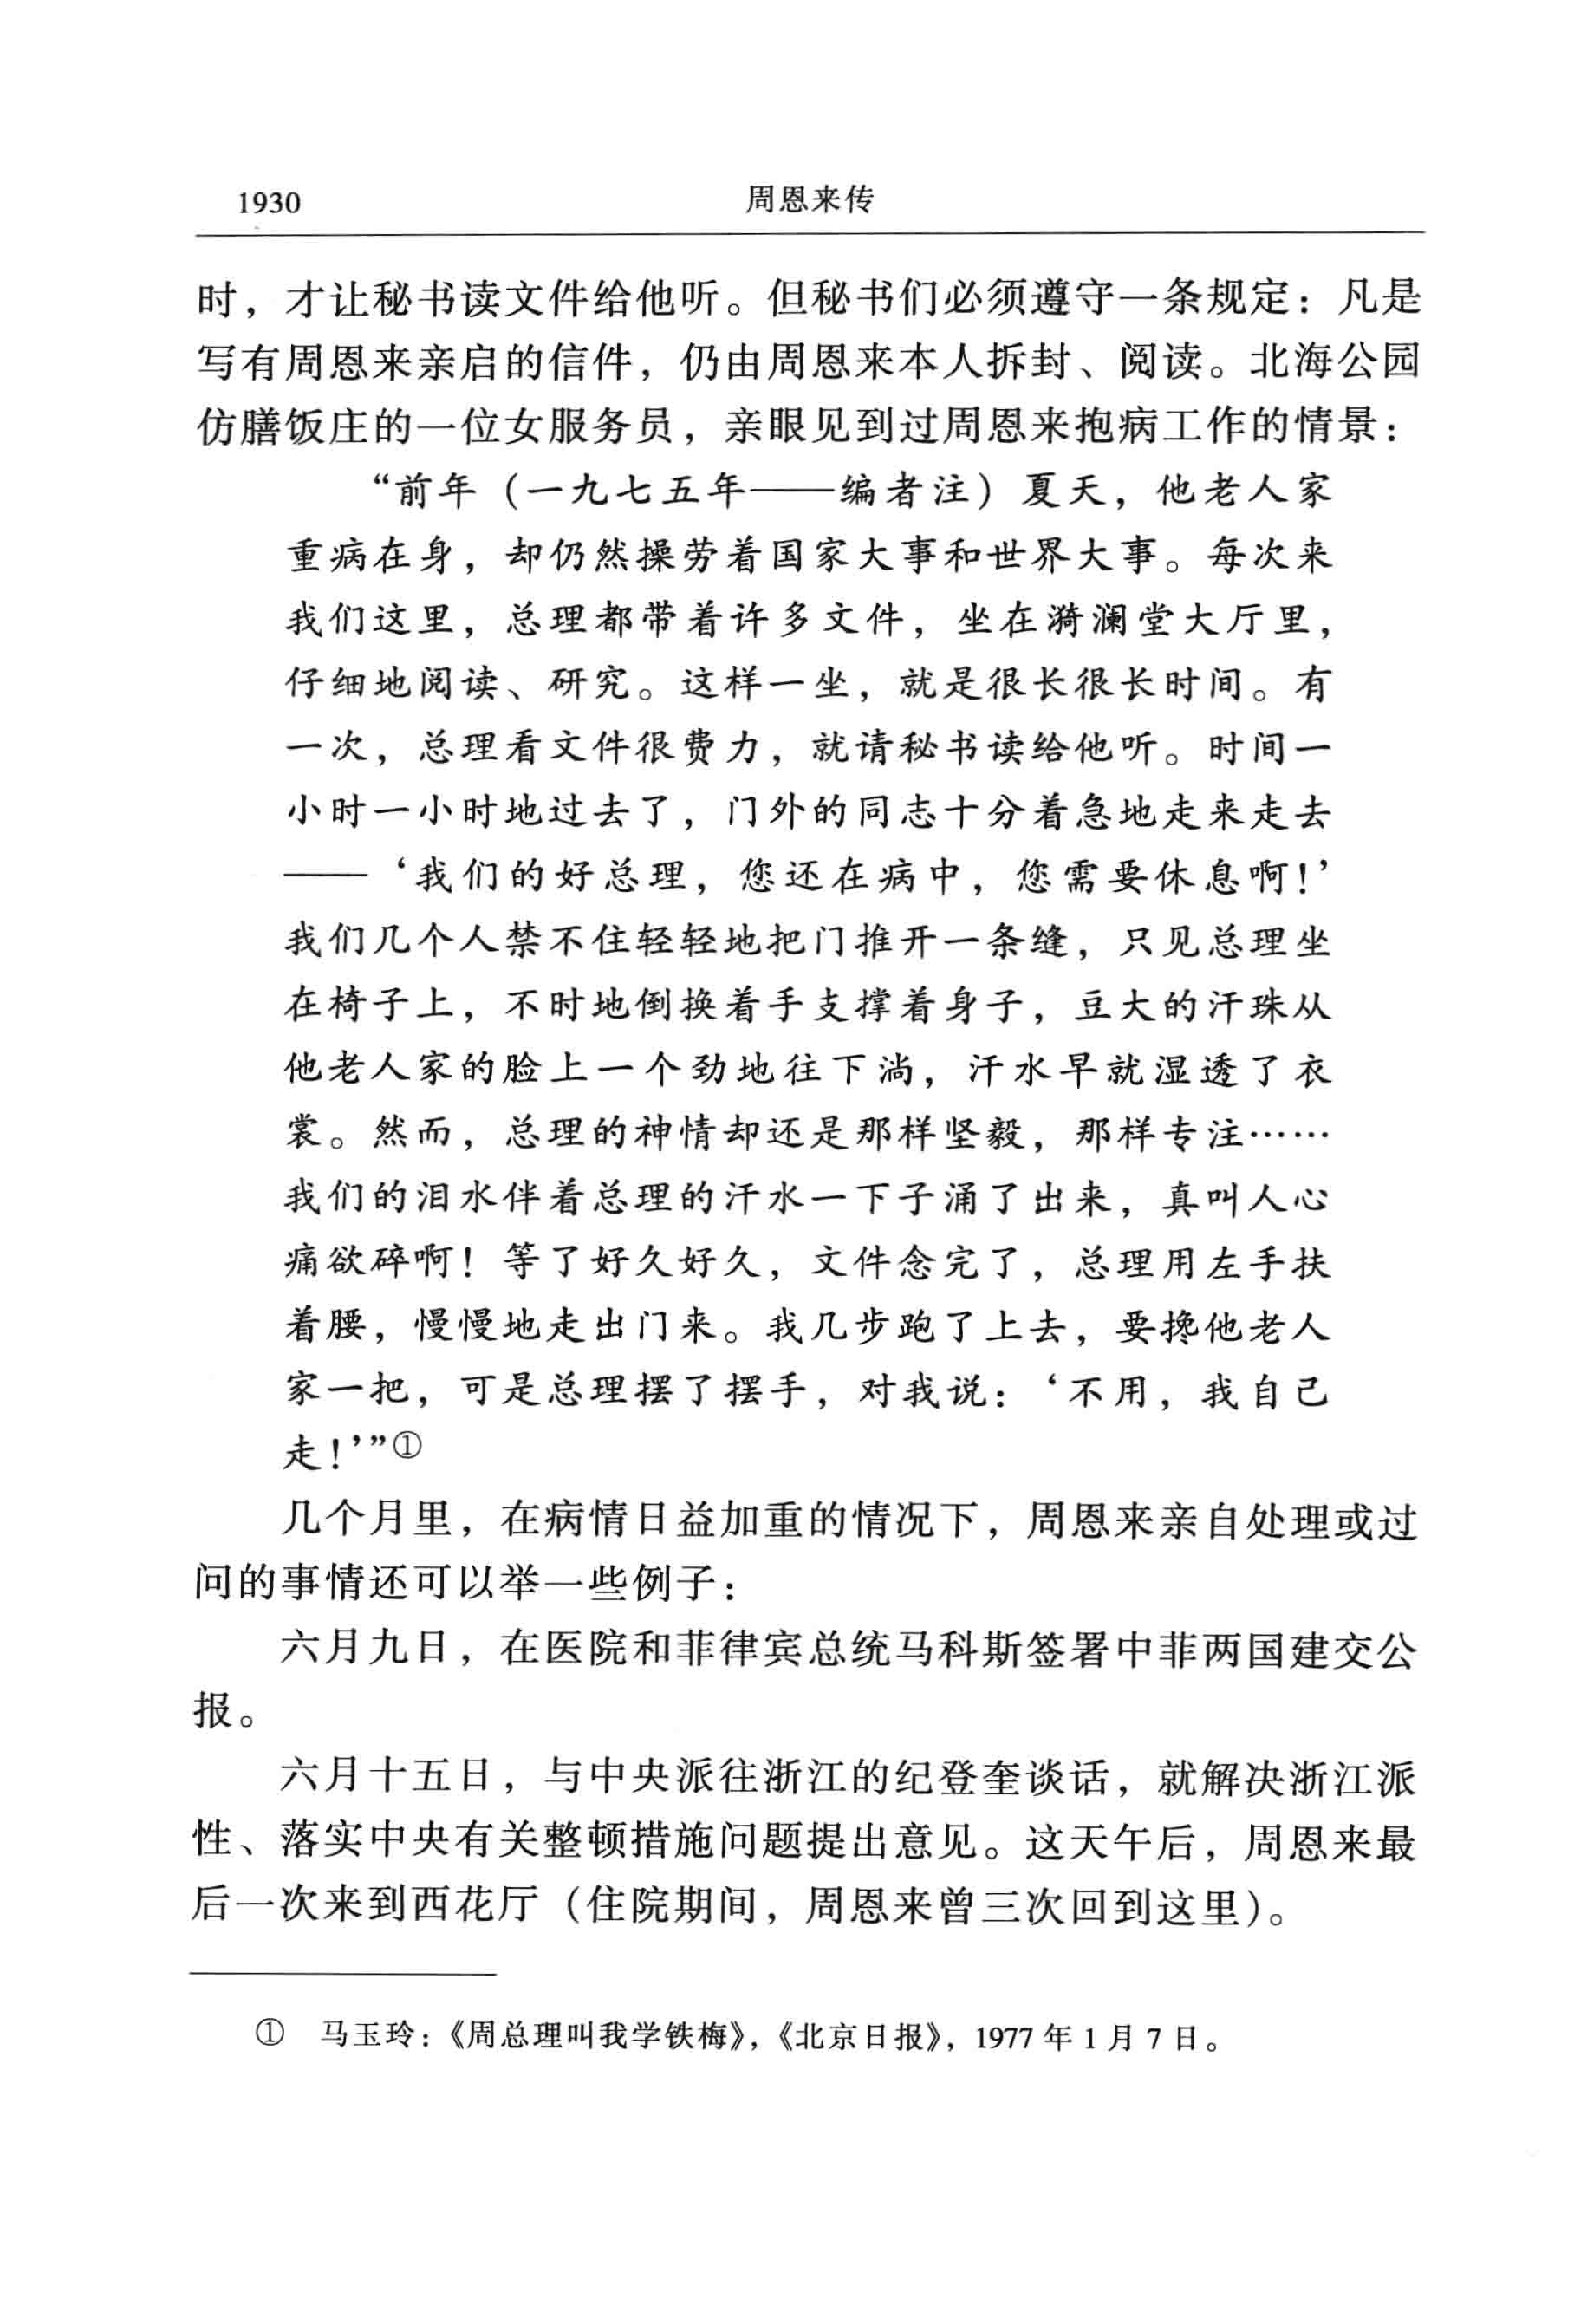 1930
周恩来传
时，才让秘书读文件给他听。但秘书们必须遵守一条规定：凡是
写有周恩来亲启的信件，仍由周恩来本人拆封、阅读。北海公园
仿膳饭庄的一位女服务员，亲眼见到过周恩来抱病工作的情景：
“前年（一九七五年——编者注）夏天，他老人家
重病在身，却仍然操劳着国家大事和世界大事。每次来
我们这里，总理都带着许多文件，坐在漪澜堂大厅里，
仔细地阅读、研究。这样一坐，就是很长很长时间。有
一次，总理看文件很费力，就请秘书读给他听。时间一
小时一小时地过去了，门外的同志十分着急地走来走去
——‘我们的好总理，您还在病中，您需要休息啊！’
我们几个人禁不住轻轻地把门推开一条缝，只见总理坐
在椅子上，不时地倒换着手支撑着身子，豆大的汗珠从
他老人家的脸上一个劲地往下淌，汗水早就湿透了衣
裳。然而，总理的神情却还是那样坚毅，那样专注……
我们的泪水伴着总理的汗水一下子涌了出来，真叫人心
痛欲碎啊！等了好久好久，文件念完了，总理用左手扶
着腰，慢慢地走出门来。我几步跑了上去，要搀他老人
家一把，可是总理摆了摆手，对我说：‘不用，我自己
走！’”①
几个月里，在病情日益加重的情况下，周恩来亲自处理或过
问的事情还可以举一些例子：
六月九日，在医院和菲律宾总统马科斯签署中菲两国建交公
报。
六月十五日，与中央派往浙江的纪登奎谈话，就解决浙江派
性、落实中央有关整顿措施问题提出意见。这天午后，周恩来最
后一次来到西花厅（住院期间，周恩来曾三次回到这里）。
① 马玉玲：《周总理叫我学铁梅》，《北京日报》，1977 年 1 月 7 日。